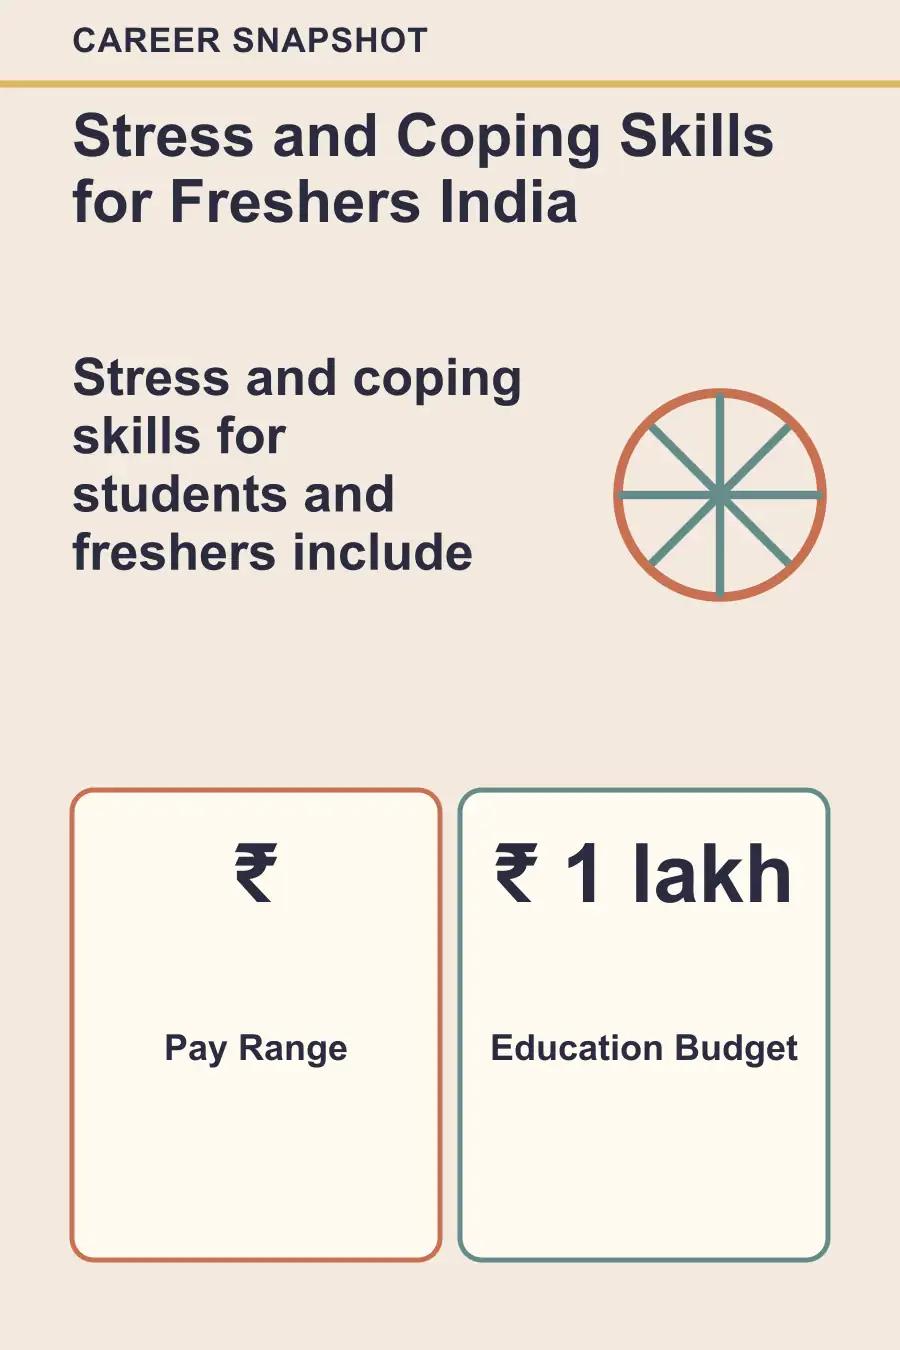 CAREER SNAPSHOT
Stress and Coping Skills
for Freshers India
Stress and coping
skills for
students and
freshers include
₹
Pay Range
₹ 1 lakh
Education Budget